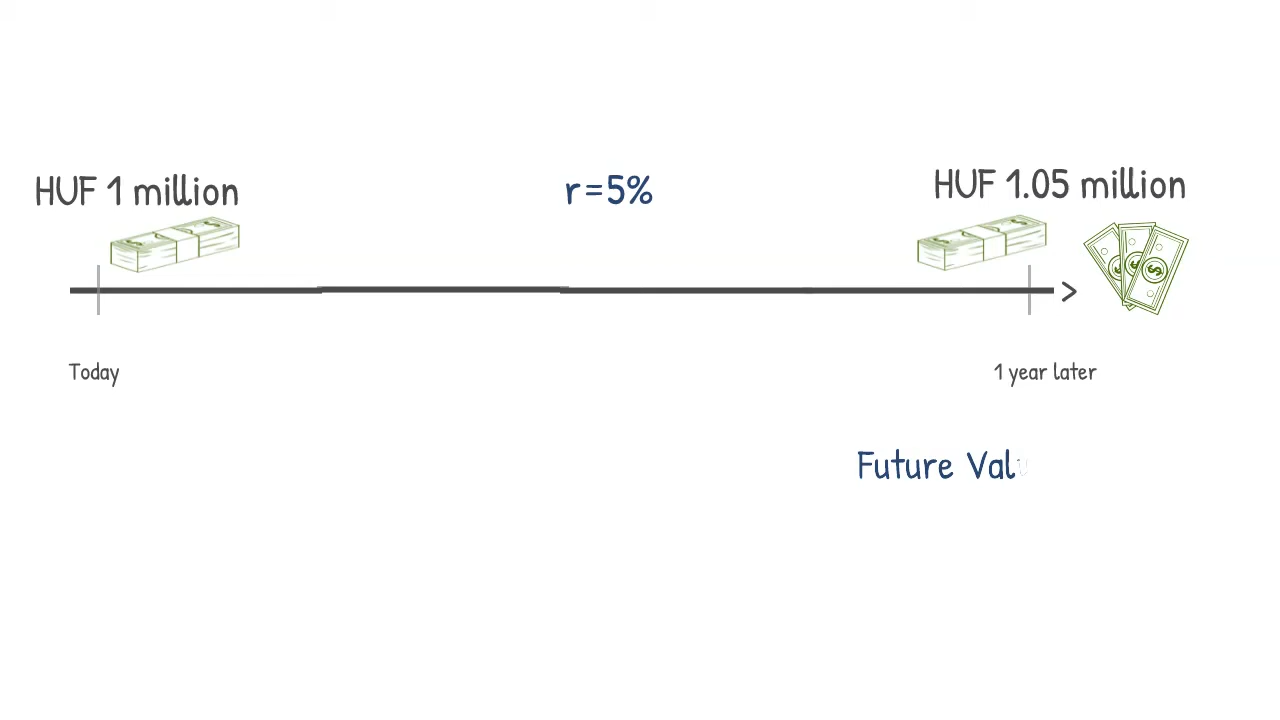 HUF 1 million
r=5%
HUF 1.05 million
Today
1 year later
Future Val